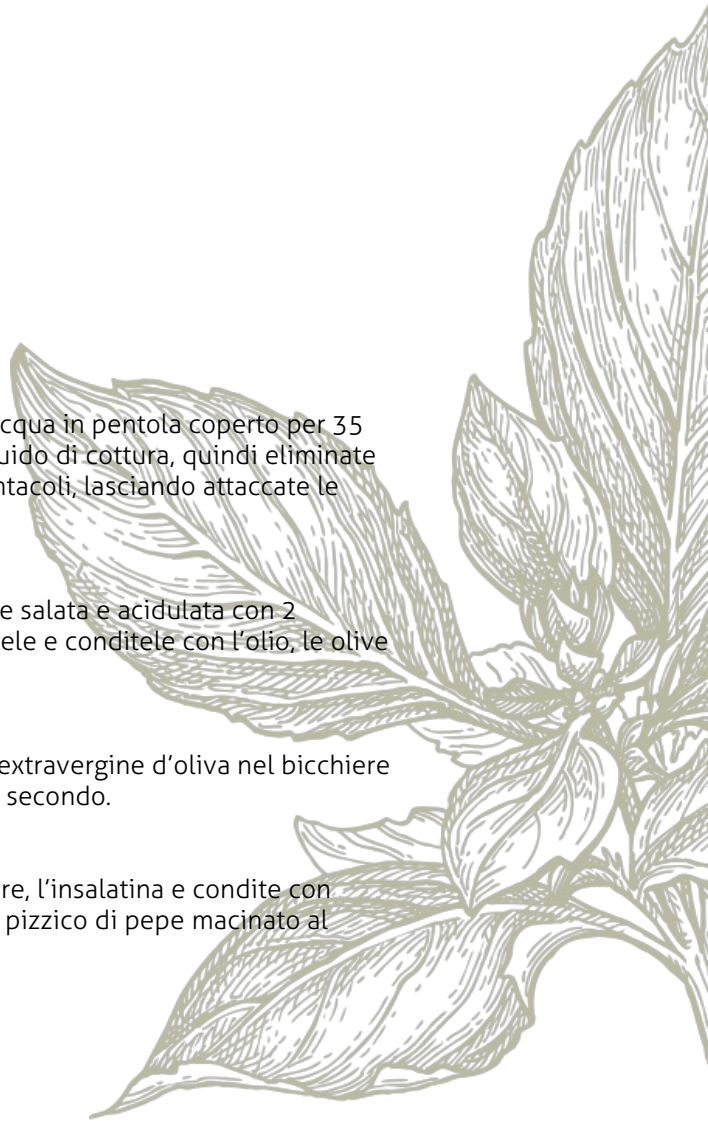 cqua in pentola coperto per 35
uido di cottura, quindi eliminate
ntacoli, lasciando attaccate le
e salata e acidulata con 2
ele e conditele con l'olio, le olive
extravergine d'oliva nel bicchiere
secondo.
re, l'insalatina e condite con
pizzico di pepe macinato al